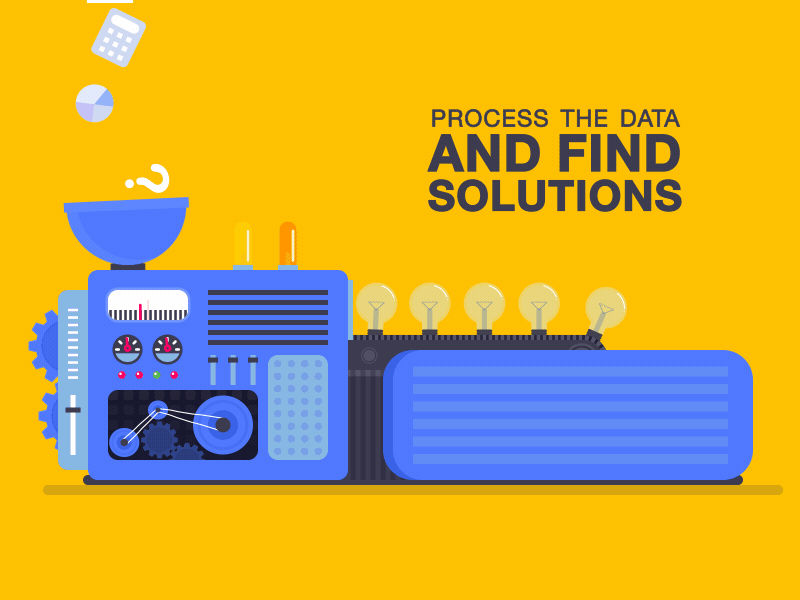 PROCESS THE DATA
AND FIND
SOLUTIONS
?